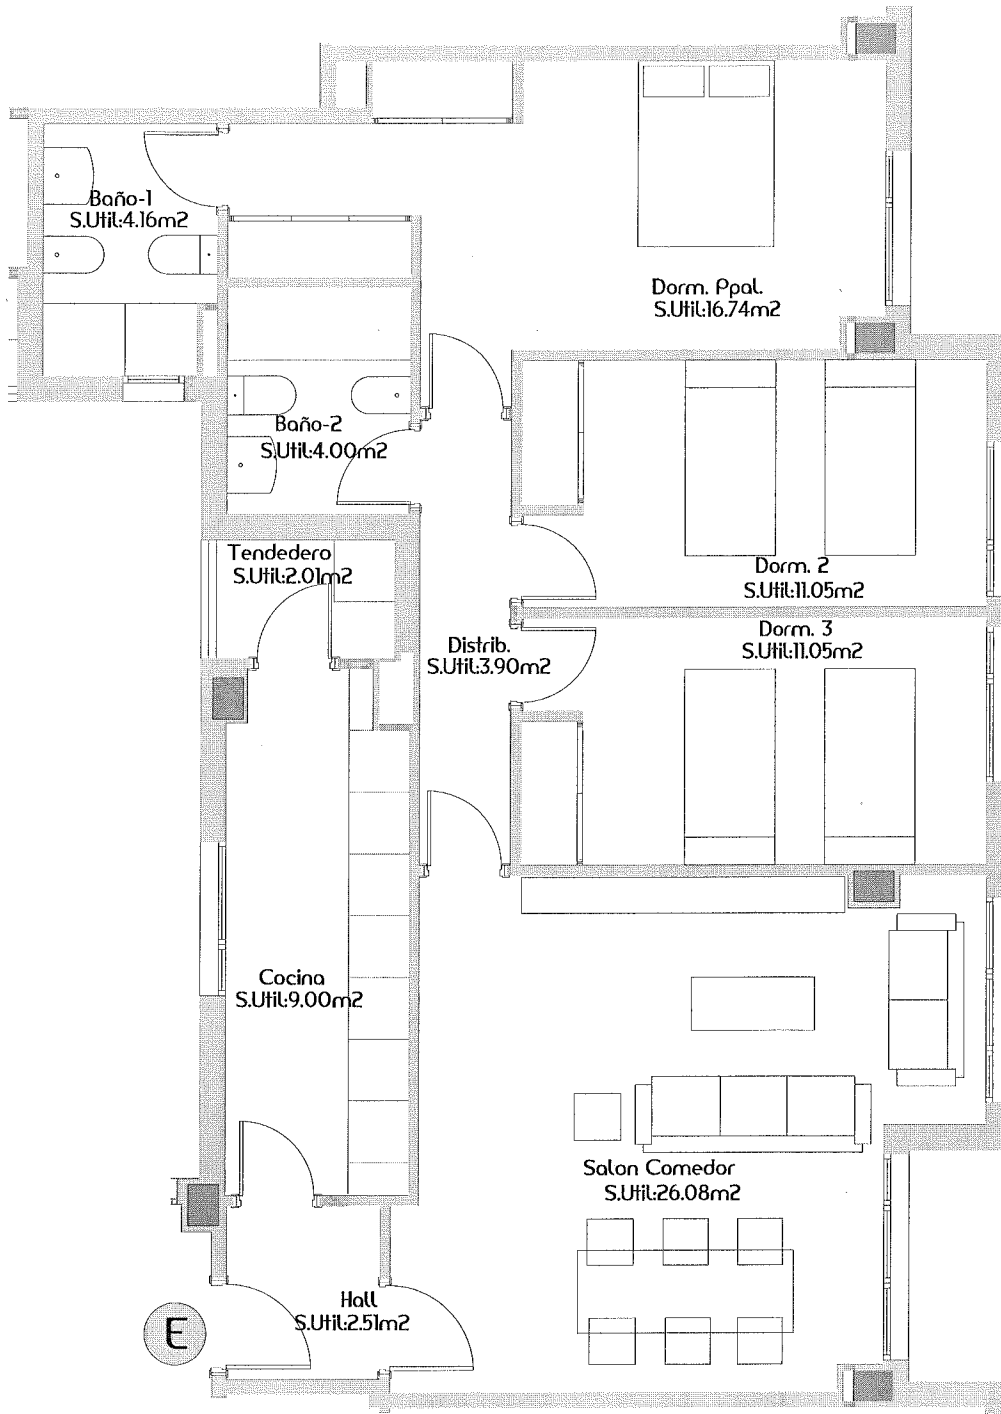 Baño-1
S.Util:4.16m2
Dorm. Ppal.
S.Util:16.74m2
Baño-2
S.Util:4.00m2
Tendedero
S.Util:2.01m2
Dorm. 2
S.Util:11.05m2
Dorm. 3
S.Util:11.05m2
Distrib.
S.Util:3.90m2
Cocina
S.Util:9.00m2
Salon Comedor
S.Util:26.08m2
Hall
S.Util:2.51m2
E